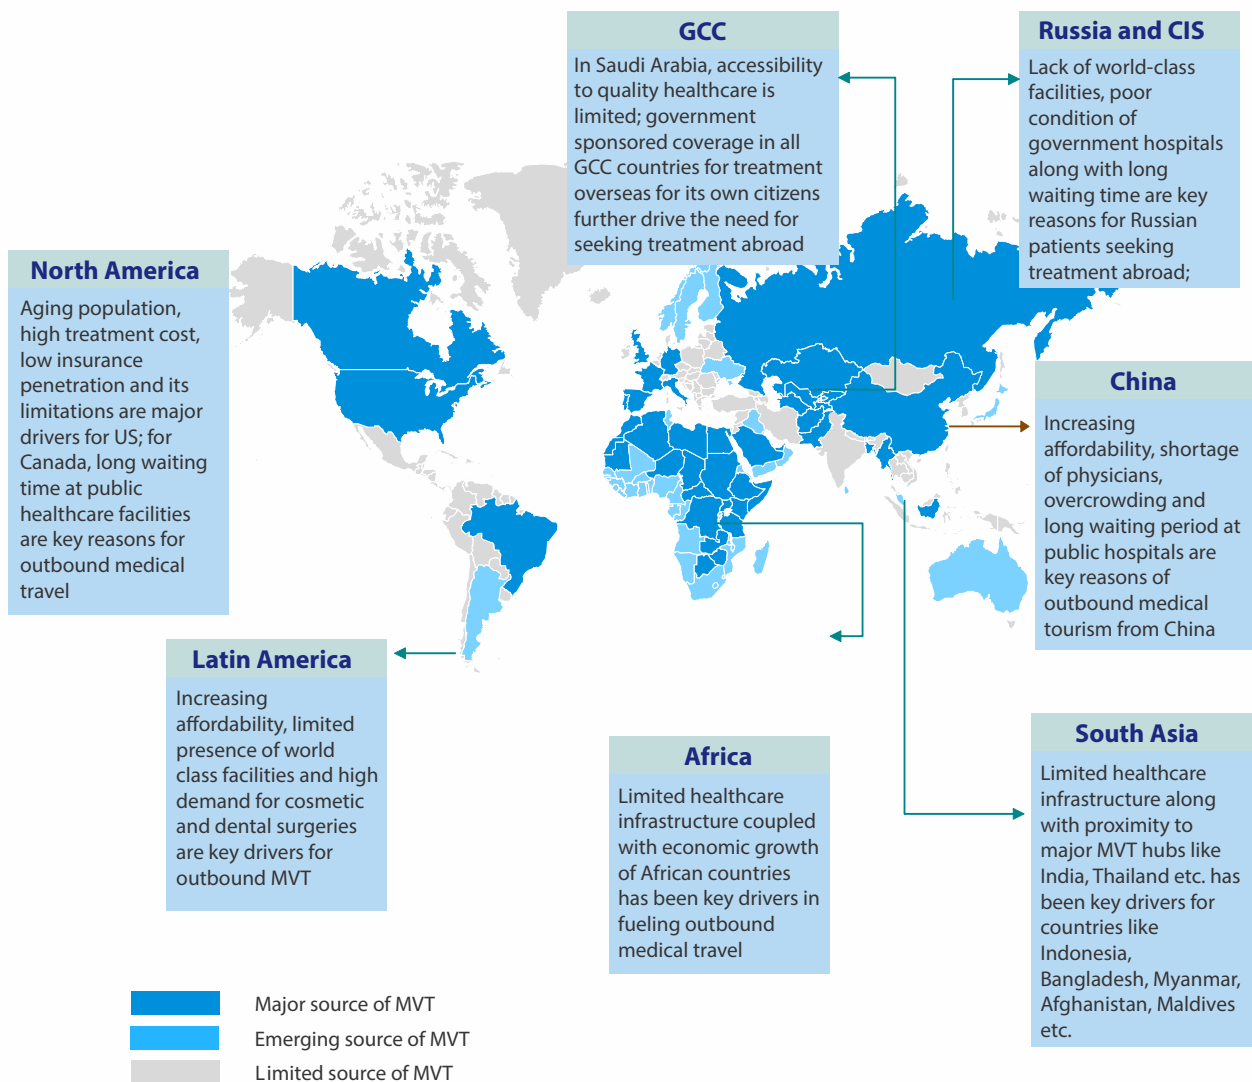 GCC
In Saudi Arabia, accessibility
to quality healthcare is
limited; government
sponsored coverage in all
GCC countries for treatment
overseas for its own citizens
further drive the need for
seeking treatment abroad
Russia and CIS
Lack of world-class
facilities, poor
condition of
government hospitals
along with long
waiting time are key
reasons for Russian
patients seeking
treatment abroad;
North America
Aging population,
high treatment cost,
low insurance
penetration and its
limitations are major
drivers for US; for
Canada, long waiting
time at public
healthcare facilities
are key reasons for
outbound medical
travel
China
Increasing
affordability, shortage
of physicians,
overcrowding and
long waiting period at
public hospitals are
key reasons of
outbound medical
tourism from China
Latin America
Increasing
affordability, limited
presence of world
class facilities and high
demand for cosmetic
and dental surgeries
are key drivers for
outbound MVT
Africa
Limited healthcare
infrastructure coupled
with economic growth
of African countries
has been key drivers in
fueling outbound
medical travel
South Asia
Limited healthcare
infrastructure along
with proximity to
major MVT hubs like
India, Thailand etc. has
been key drivers for
countries like
Indonesia,
Bangladesh, Myanmar,
Afghanistan, Maldives
etc.
Major source of MVT
Emerging source of MVT
Limited source of MVT